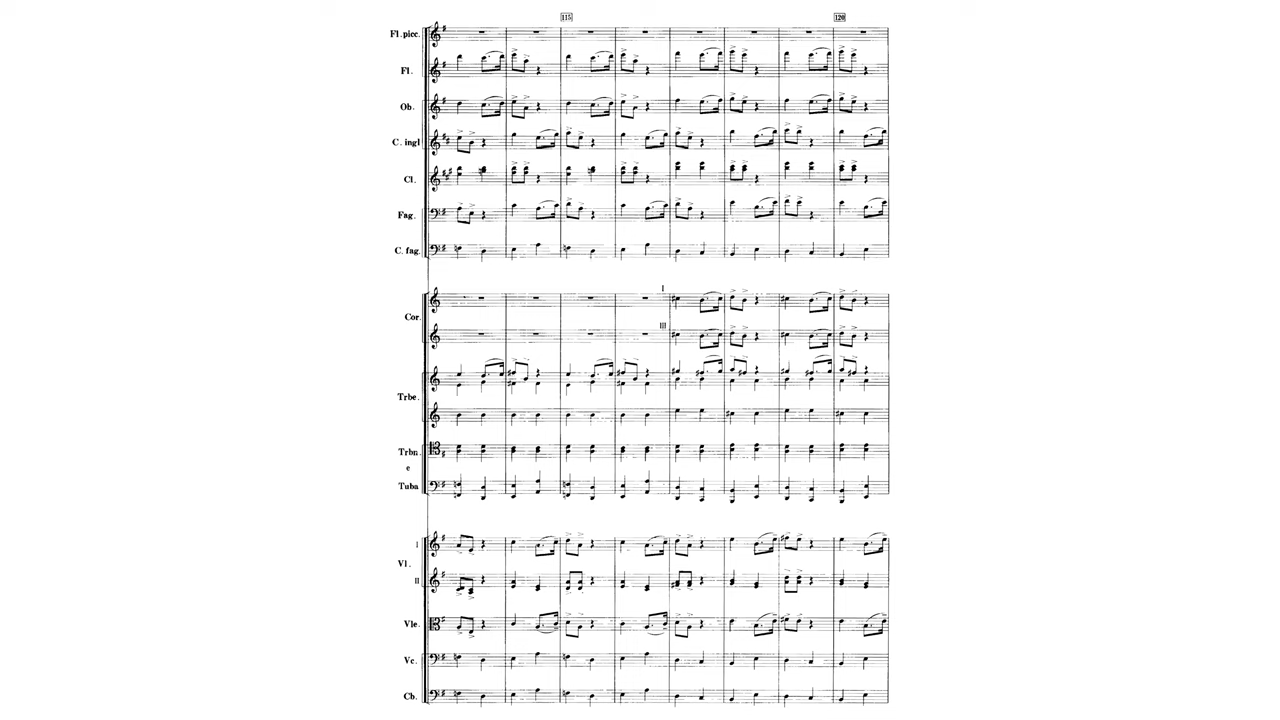 115 120
Fl.picc.
Fl.
Ob.
C. ingl
Cl.
Fag.
C. fag.
I
Cor.
III
Trbe.
Trbn.
e
Tuba
I
Vl.
II
Vle.
Vc.
Cb.